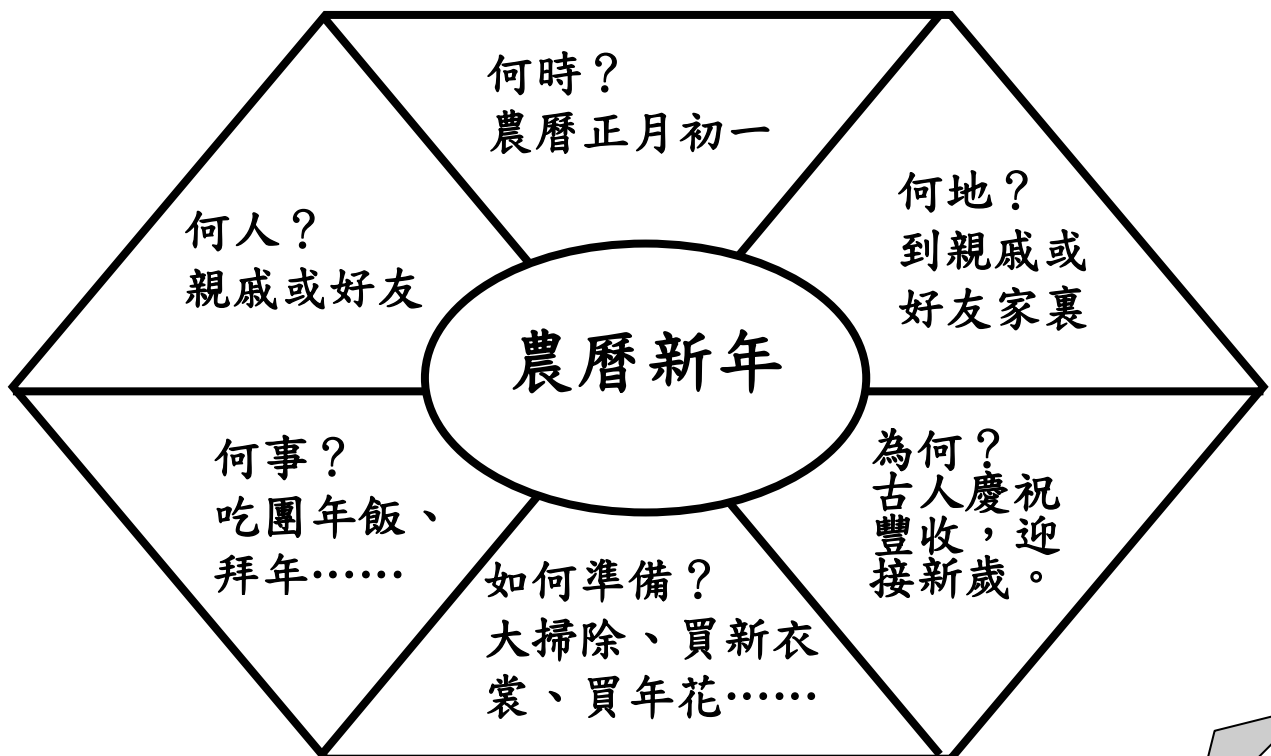 何時？
農曆正月初一
何地？
到親戚或
好友家裏
何人？
親戚或好友
農曆新年
何事？
吃團年飯、
拜年……
為何？
古人慶祝
豐收，迎
接新歲。
如何準備？
大掃除、買新衣
裳、買年花……